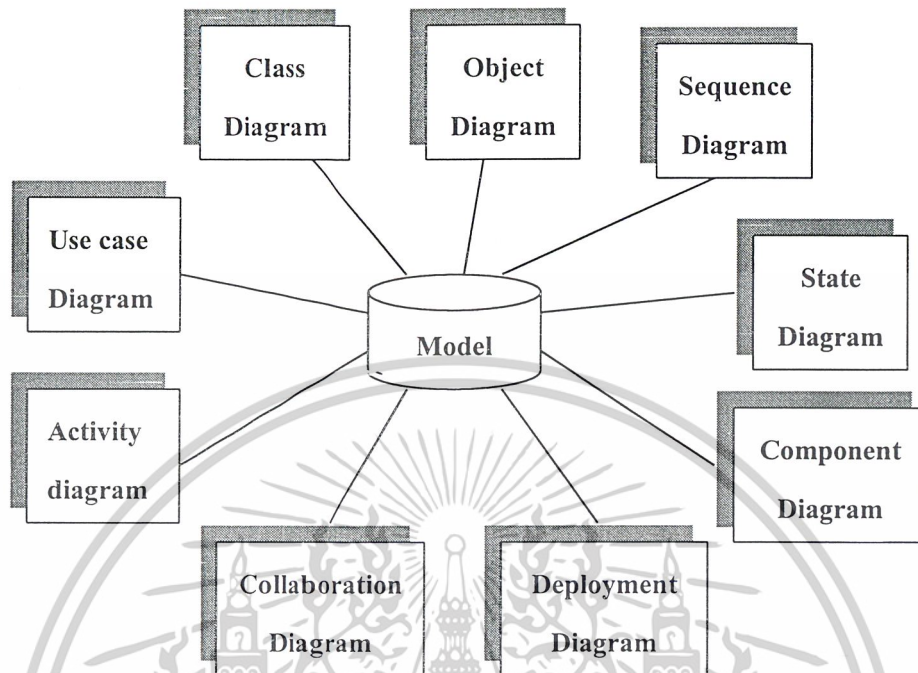 Class
Diagram
Object
Diagram
Sequence
Diagram
Use case
Diagram
State
Diagram
Model
Activity
diagram
Component
Diagram
Collaboration
Diagram
Deployment
Diagram